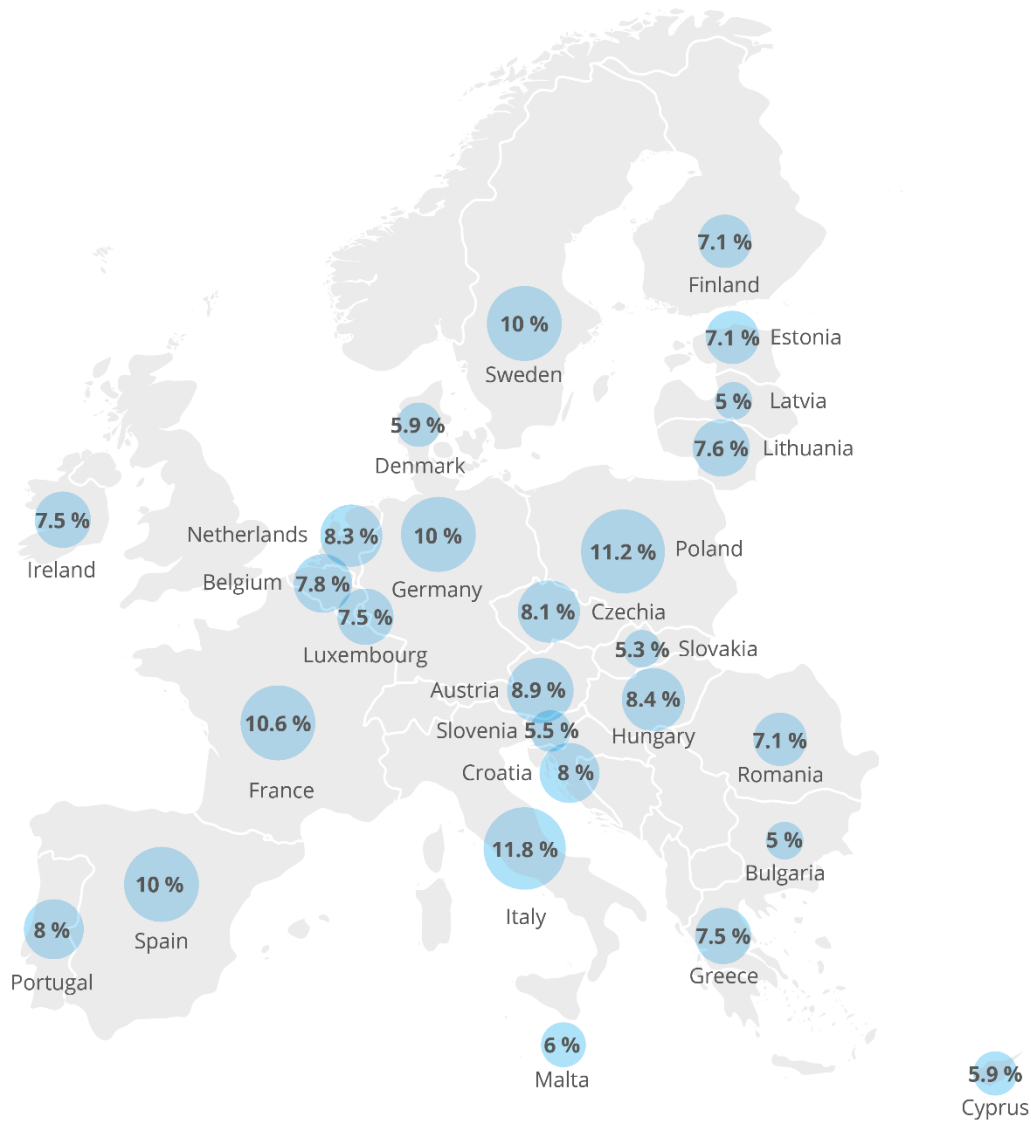 7.1 %
Finland
10 %
Sweden
7.1 % Estonia
5 % Latvia
5.9 %
Denmark
7.6 % Lithuania
7.5 %
Ireland
Netherlands 8.3 %
10 %
Germany
11.2 % Poland
Belgium 7.8 %
7.5 %
Luxembourg
8.1 % Czechia
5.3 % Slovakia
Austria 8.9 %
8.4 %
Hungary
10.6 %
France
Slovenia 5.5 %
7.1 %
Romania
Croatia 8 %
11.8 %
Italy
5 %
Bulgaria
10 %
Spain
8 %
Portugal
7.5 %
Greece
6 %
Malta
5.9 %
Cyprus